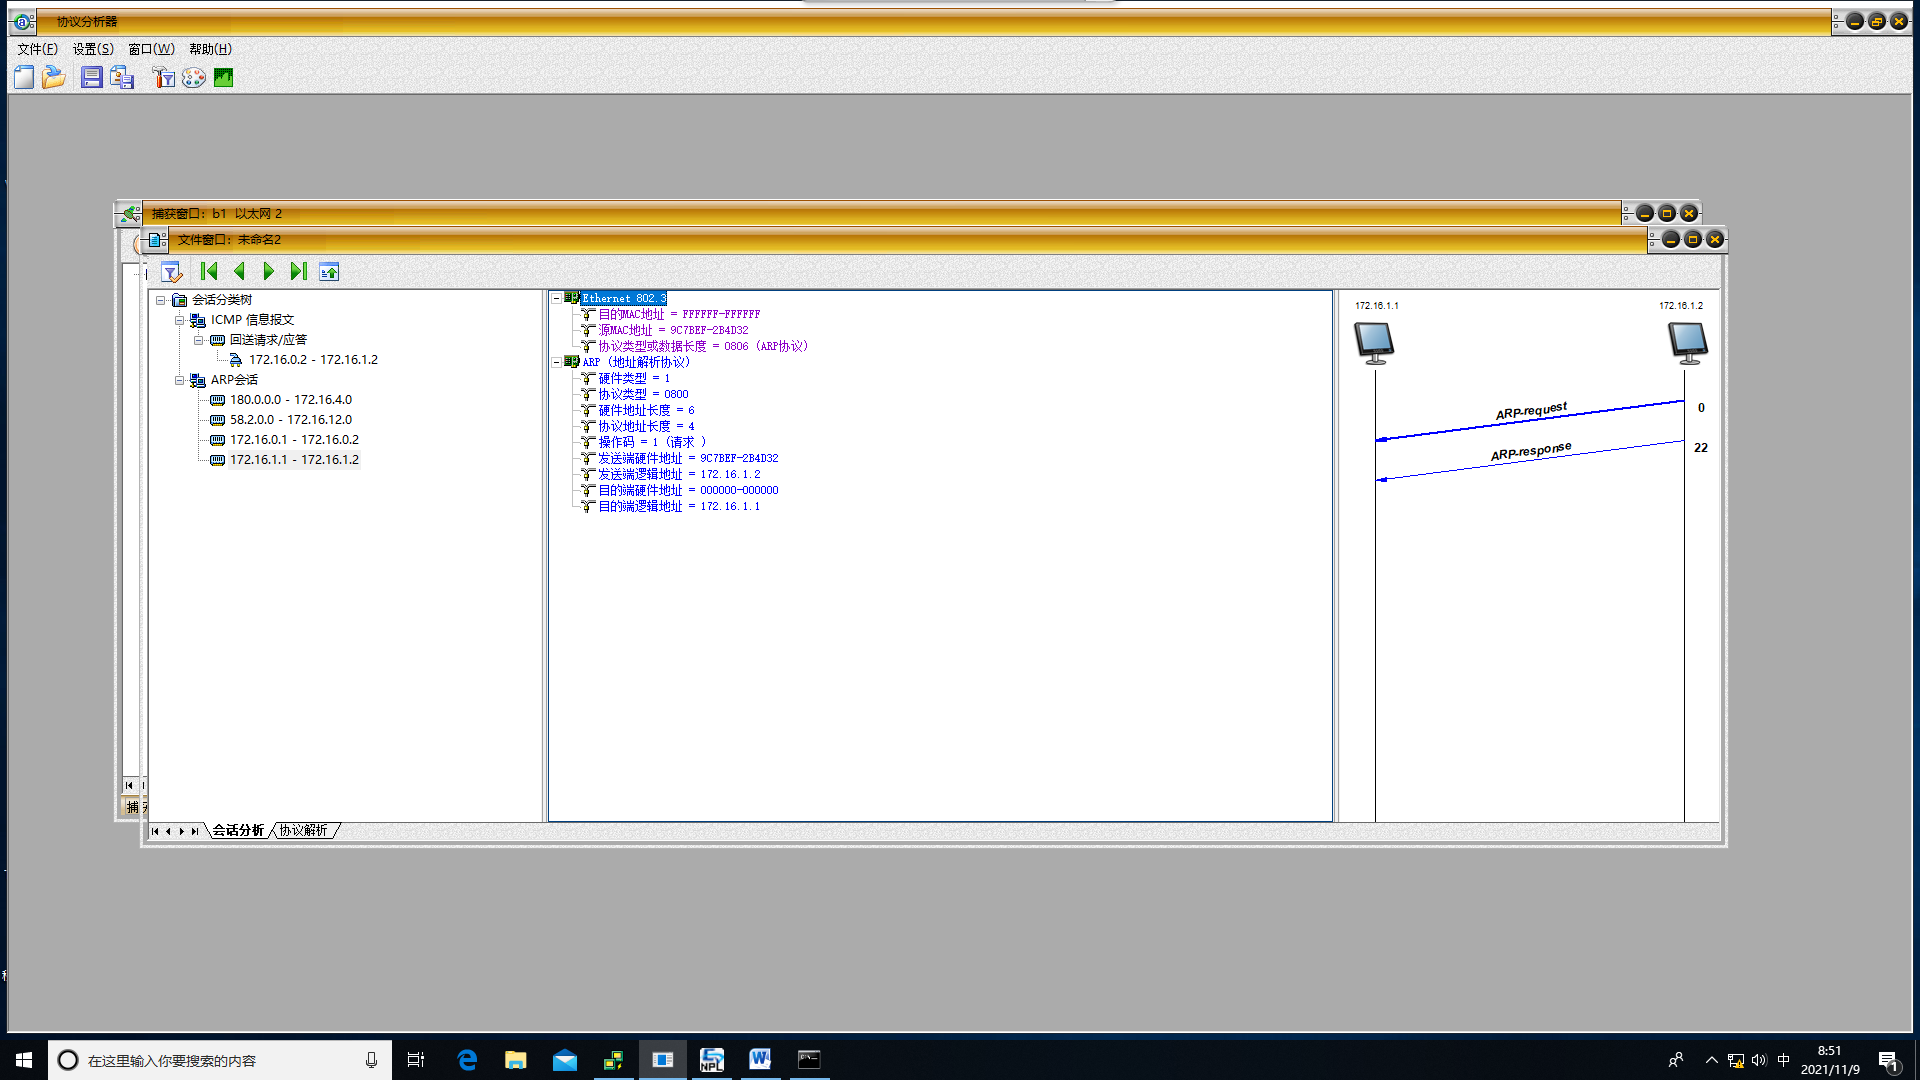 协议分析器
文件(F) 设置(S) 窗口(W) 帮助(H)
捕获窗口: b1 以太网 2
文件窗口: 未命名2
会话分类树
ICMP 信息报文
回送请求/应答
172.16.0.2 - 172.16.1.2
ARP会话
180.0.0.0 - 172.16.4.0
58.2.0.0 - 172.16.12.0
172.16.0.1 - 172.16.0.2
172.16.1.1 - 172.16.1.2
Ethernet 802.3
目的MAC地址 = FFFFFF-FFFFFF
源MAC地址 = 9C7BEF-2B4D32
协议类型或数据长度 = 0806 (ARP协议)
ARP (地址解析协议)
硬件类型 = 1
协议类型 = 0800
硬件地址长度 = 6
协议地址长度 = 4
操作码 = 1 (请求 )
发送端硬件地址 = 9C7BEF-2B4D32
发送端逻辑地址 = 172.16.1.2
目的端硬件地址 = 000000-000000
目的端逻辑地址 = 172.16.1.1
172.16.1.1 172.16.1.2
ARP-request 0
ARP-response 22
捕
会话分析 协议解析
在这里输入你要搜索的内容
NPL
中
8:51
2021/11/9
1